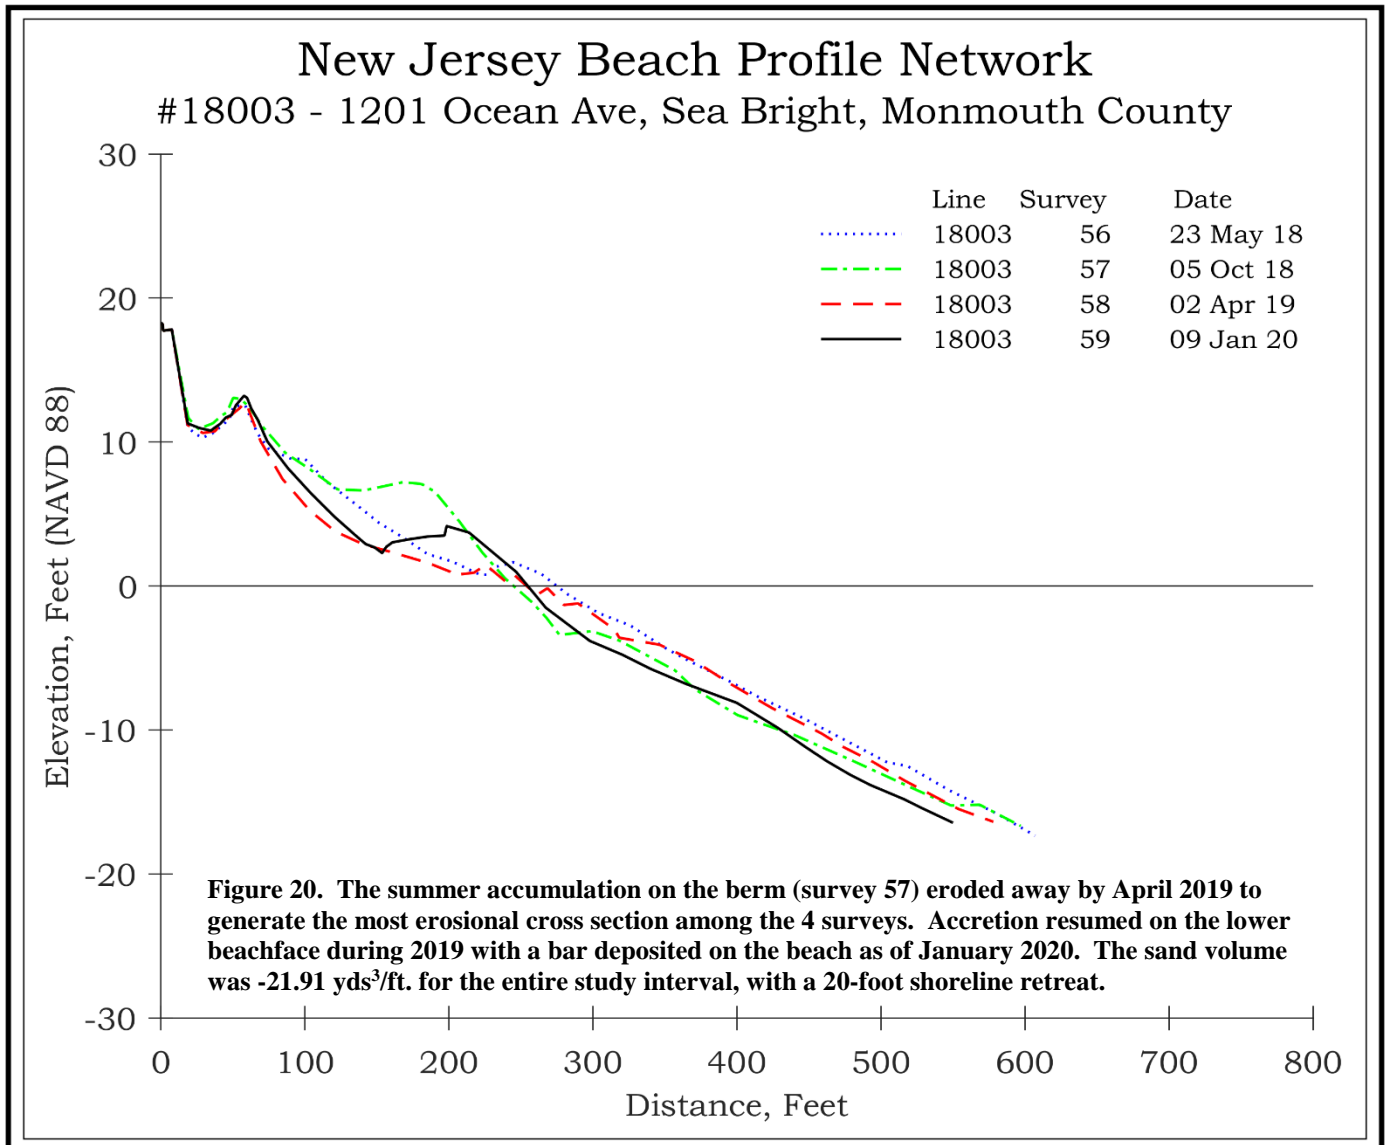 New Jersey Beach Profile Network
#18003 - 1201 Ocean Ave, Sea Bright, Monmouth County
Line Survey Date
18003 56 23 May 18
18003 57 05 Oct 18
18003 58 02 Apr 19
18003 59 09 Jan 20
Elevation, Feet (NAVD 88)
30
20
10
0
-10
-20
-30
Figure 20. The summer accumulation on the berm (survey 57) eroded away by April 2019 to
generate the most erosional cross section among the 4 surveys. Accretion resumed on the lower
beachface during 2019 with a bar deposited on the beach as of January 2020. The sand volume
was -21.91 yds³/ft. for the entire study interval, with a 20-foot shoreline retreat.
0 100 200 300 400 500 600 700 800
Distance, Feet